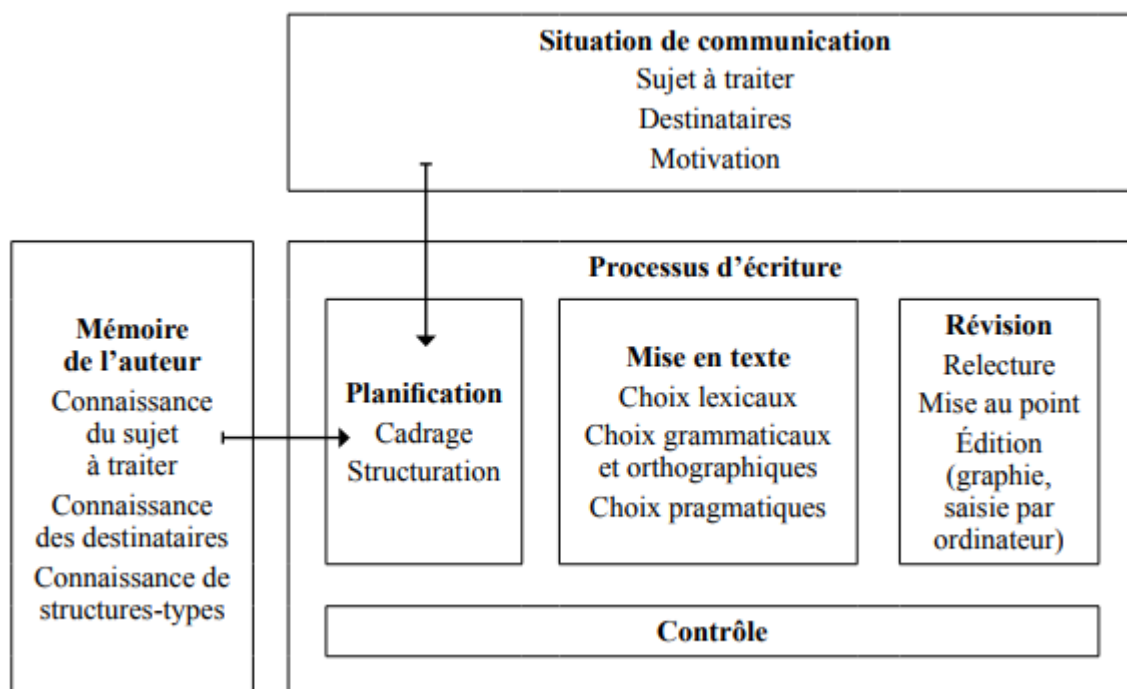 Situation de communication
Sujet à traiter
Destinataires
Motivation
Mémoire
de l’auteur
Connaissance
du sujet
à traiter
Connaissance
des destinataires
Connaissance de
structures-types
Processus d’écriture
Planification
Cadrage
Structuration
Mise en texte
Choix lexicaux
Choix grammaticaux
et orthographiques
Choix pragmatiques
Révision
Relecture
Mise au point
Édition
(graphie,
saisie par
ordinateur)
Contrôle